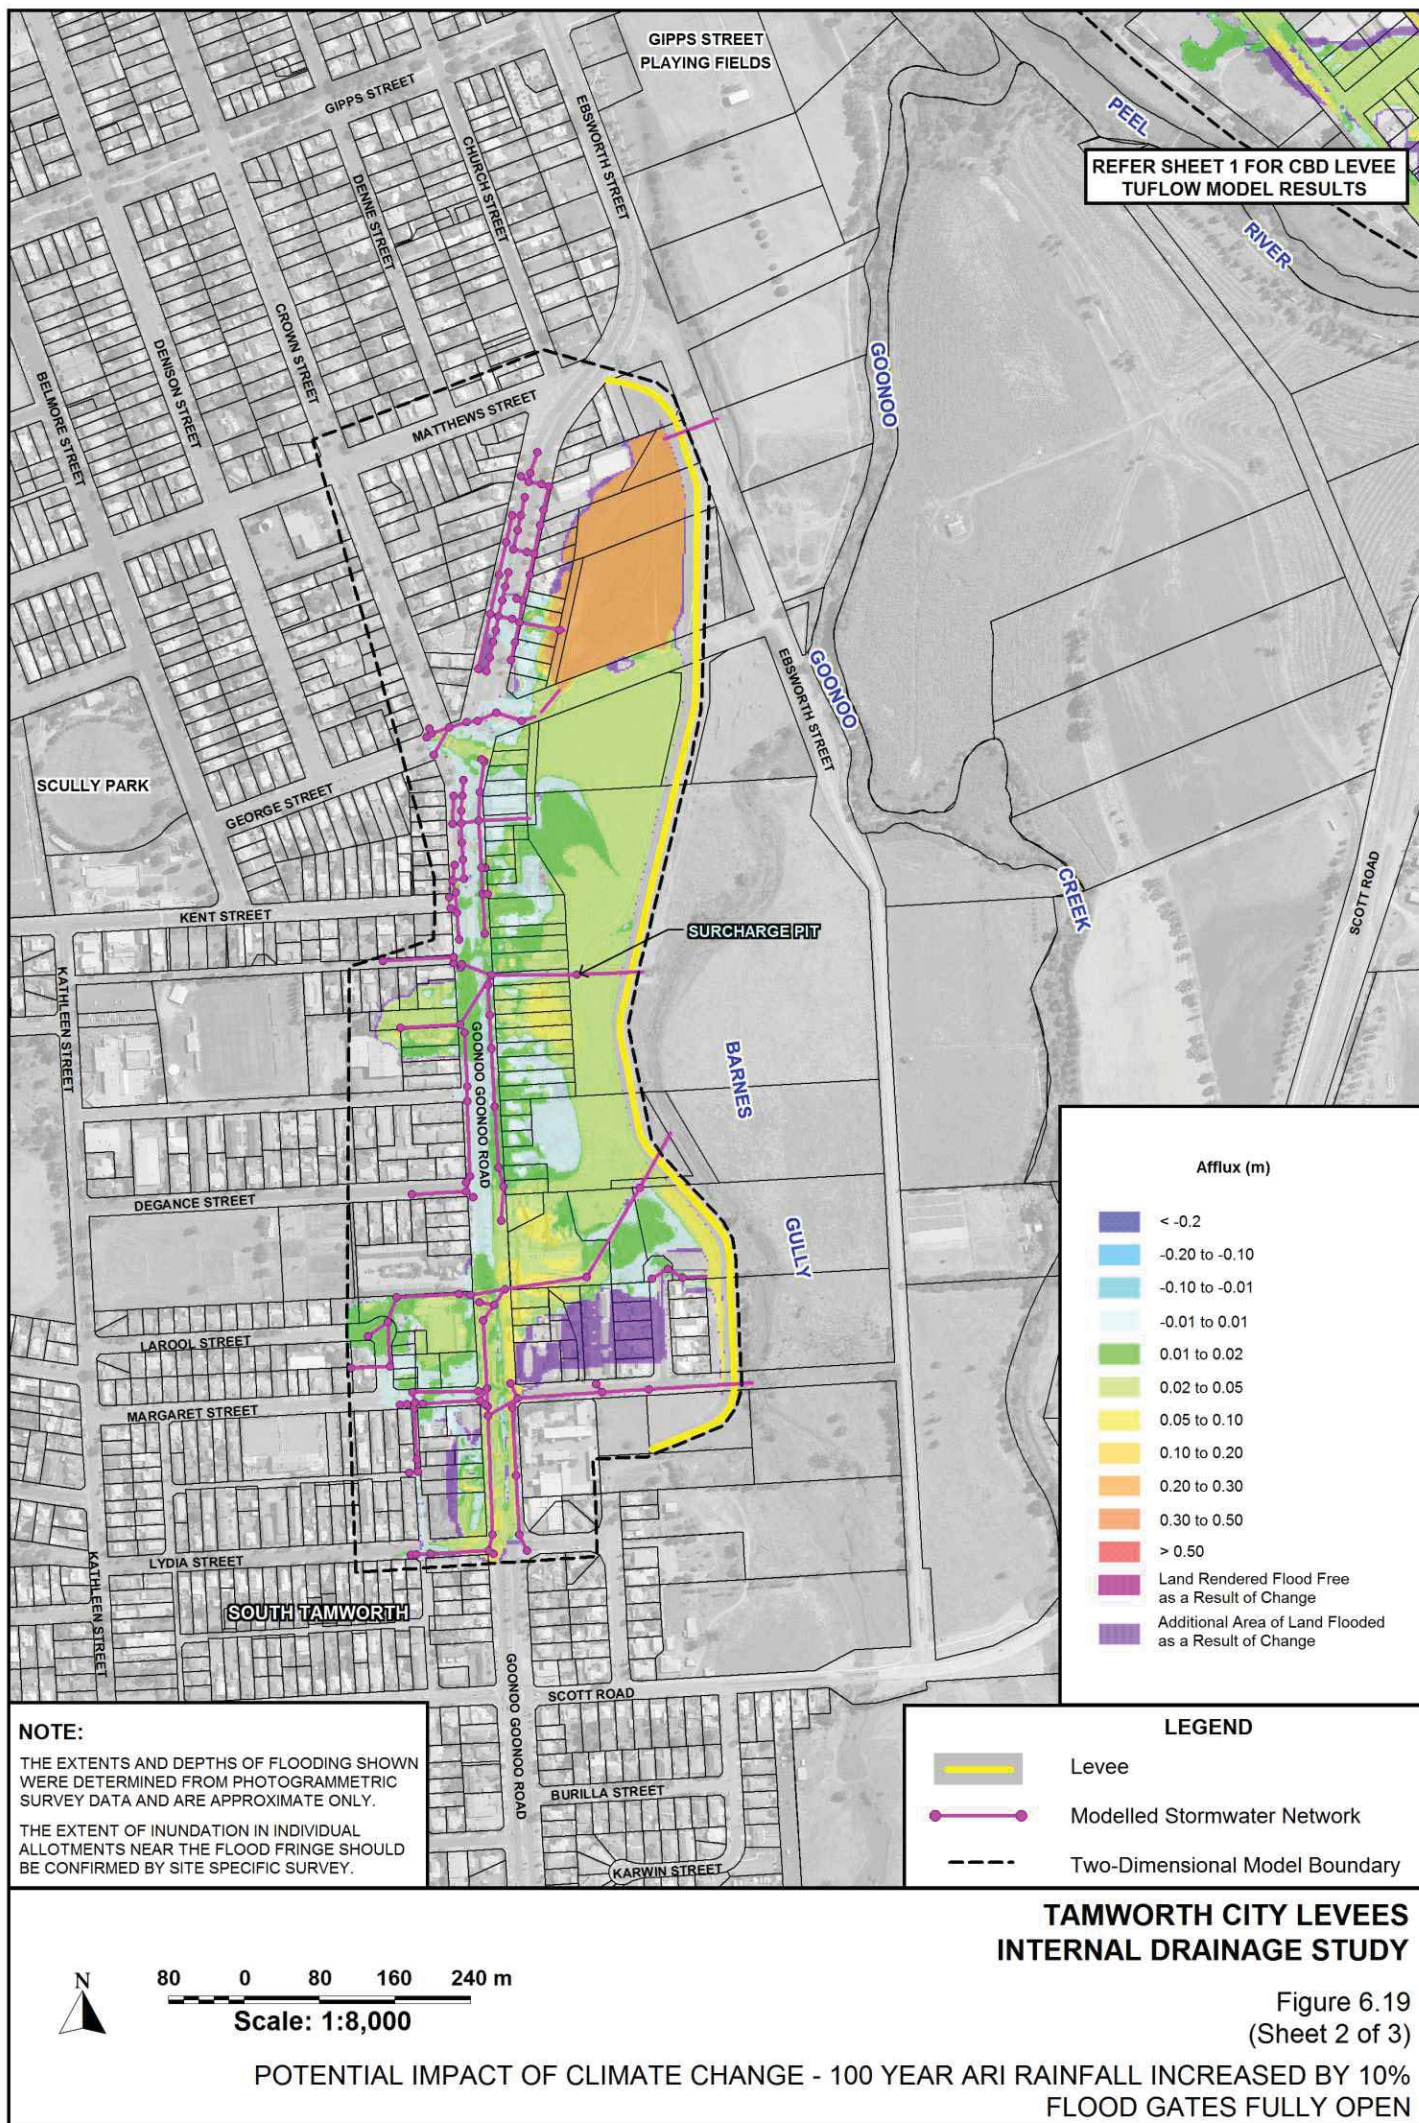 GIPPS STREET
PLAYING FIELDS
GIPPS STREET
EBSWORTH STREET
CHURCH STREET
DENNE STREET
PEEL
REFER SHEET 1 FOR CBD LEVEE
TUFLOW MODEL RESULTS
RIVER
CROWN STREET
DENISON STREET
BELMORE STREET
GOONOO
MATTHEWS STREET
GOONOO
EBSWORTH STREET
SCULLY PARK
GEORGE STREET
CREEK
SCOTT ROAD
KENT STREET
SURCHARGE PIT
KATHLEEN STREET
GOONOO GOONOO ROAD
BARNES
DEGANCE STREET
GULLY
LAROOL STREET
MARGARET STREET
LYDIA STREET
KATHLEEN STREET
SOUTH TAMWORTH
GOONOO GOONOO ROAD
SCOTT ROAD
BURILLA STREET
KARWIN STREET
Afflux (m)
< -0.2
-0.20 to -0.10
-0.10 to -0.01
-0.01 to 0.01
0.01 to 0.02
0.02 to 0.05
0.05 to 0.10
0.10 to 0.20
0.20 to 0.30
0.30 to 0.50
> 0.50
Land Rendered Flood Free
as a Result of Change
Additional Area of Land Flooded
as a Result of Change
NOTE:
THE EXTENTS AND DEPTHS OF FLOODING SHOWN
WERE DETERMINED FROM PHOTOGRAMMETRIC
SURVEY DATA AND ARE APPROXIMATE ONLY.
THE EXTENT OF INUNDATION IN INDIVIDUAL
ALLOTMENTS NEAR THE FLOOD FRINGE SHOULD
BE CONFIRMED BY SITE SPECIFIC SURVEY.
LEGEND
Levee
Modelled Stormwater Network
Two-Dimensional Model Boundary
TAMWORTH CITY LEVEES
INTERNAL DRAINAGE STUDY
N
80 0 80 160 240 m
Scale: 1:8,000
Figure 6.19
(Sheet 2 of 3)
POTENTIAL IMPACT OF CLIMATE CHANGE - 100 YEAR ARI RAINFALL INCREASED BY 10%
FLOOD GATES FULLY OPEN